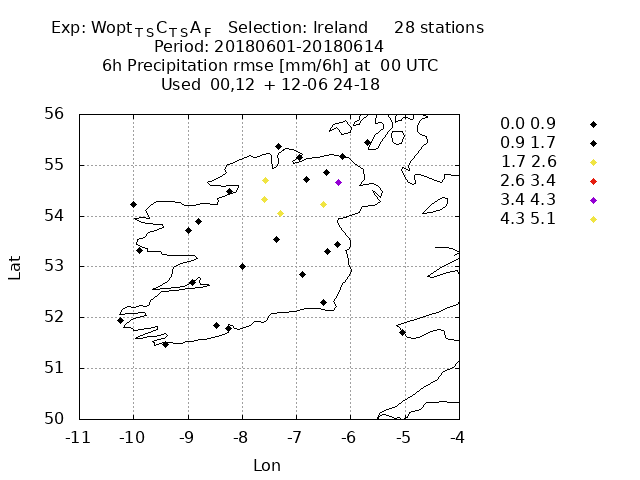 Exp: Wopt_TS C_TS A_F   Selection: Ireland   28 stations
Period: 20180601-20180614
6h Precipitation rmse [mm/6h] at 00 UTC
Used 00,12 + 12-06 24-18
0.0 0.9
0.9 1.7
1.7 2.6
2.6 3.4
3.4 4.3
4.3 5.1
56
55
54
53
52
51
50
Lat
-11 -10 -9 -8 -7 -6 -5 -4
Lon